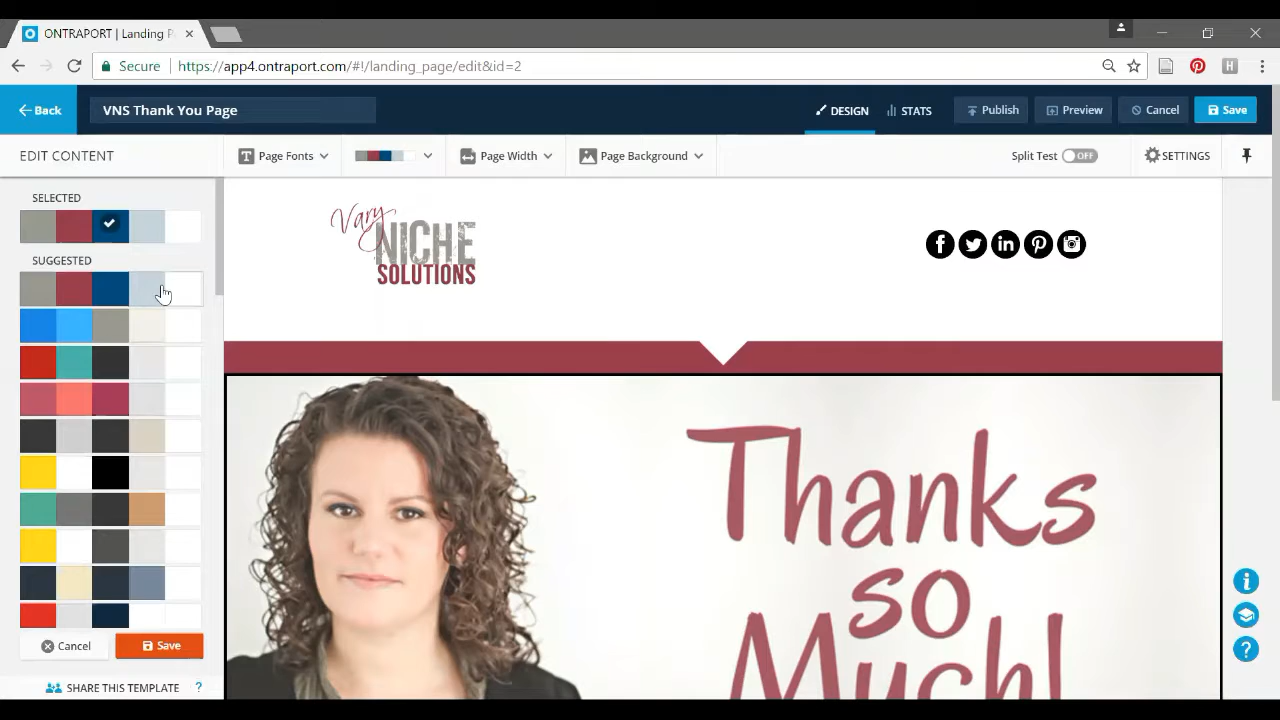 ONTRAPORT | Landing P
Secure https://app4.ontraport.com/#!/landing_page/edit&id=2
H
Back VNS Thank You Page DESIGN STATS Publish Preview Cancel Save
EDIT CONTENT T Page Fonts Page Width Page Background Split Test OFF SETTINGS
SELECTED
SUGGESTED
Vary
NICHE
SOLUTIONS
Thanks
so
Much!
Cancel Save
SHARE THIS TEMPLATE ?
i
?